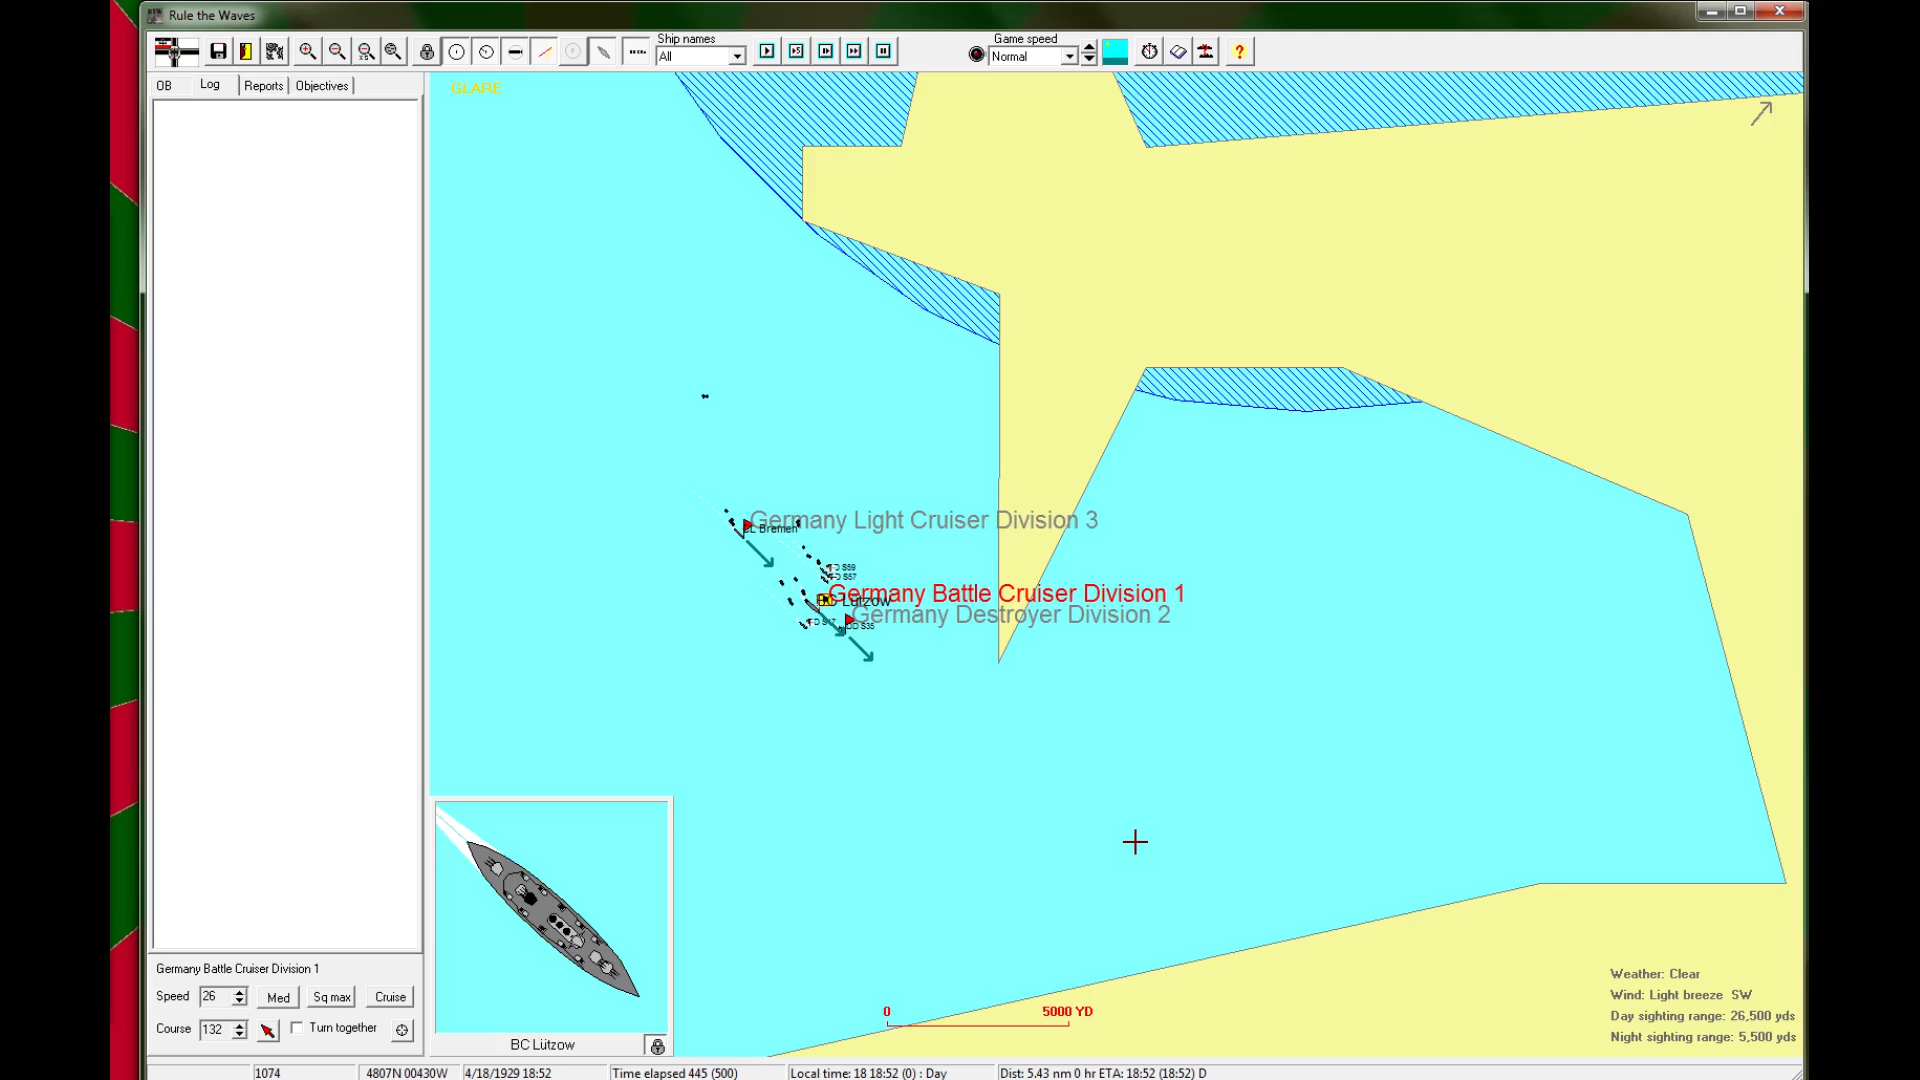 Rule the Waves
Ship names
All
Game speed
Normal
?
OB
Log
Reports
Objectives
GLARE
Germany Light Cruiser Division 3
CL Bremen
S59
S57
Germany Battle Cruiser Division 1
Lützow
Germany Destroyer Division 2
DD S35
Germany Battle Cruiser Division 1
Speed
26
Med
Sq max
Cruise
Course
132
Turn together
BC Lützow
0
5000 YD
Weather: Clear
Wind: Light breeze SW
Day sighting range: 26,500 yds
Night sighting range: 5,500 yds
1074
4807N 00430W
4/18/1929 18:52
Time elapsed 445 (500)
Local time: 18 18:52 (0) : Day
Dist: 5.43 nm 0 hr ETA: 18:52 (18:52) D